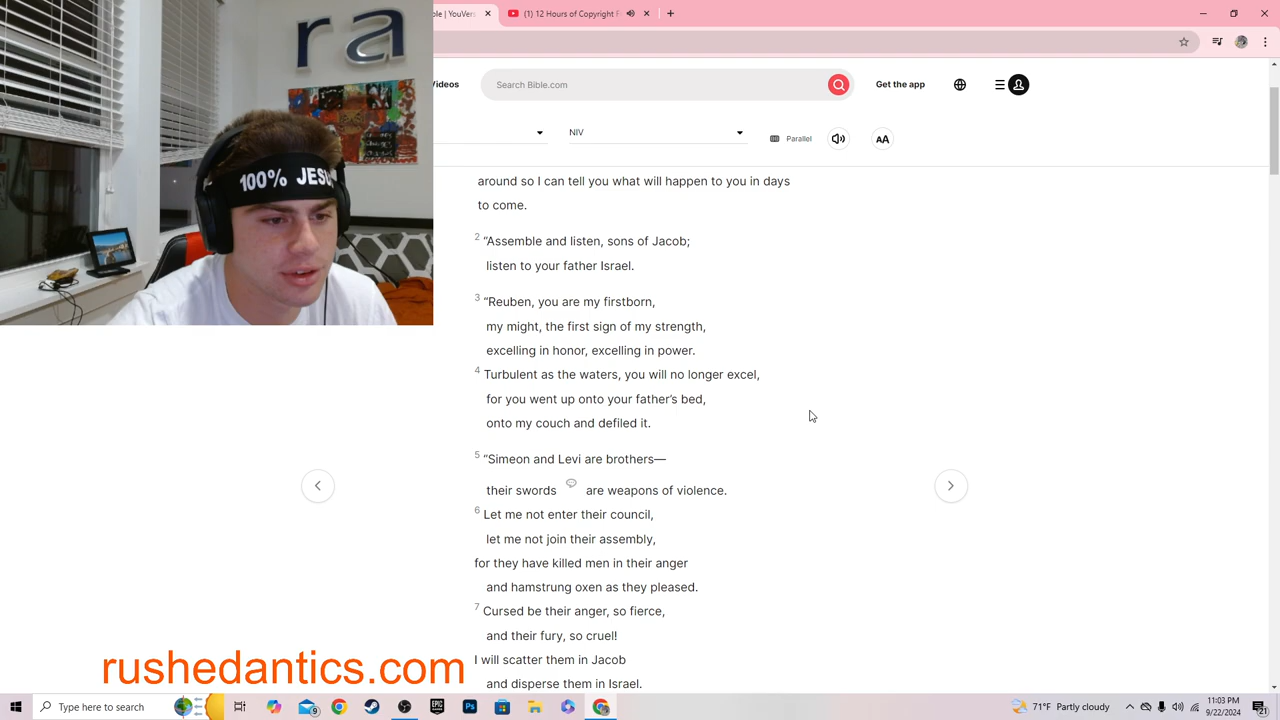 ble | YouVers
(1) 12 Hours of Copyright F
ra
Videos
Search Bible.com
Get the app
NIV
Parallel
AA
100% JESU
around so I can tell you what will happen to you in days
to come.
2 “Assemble and listen, sons of Jacob;
listen to your father Israel.
3 “Reuben, you are my firstborn,
my might, the first sign of my strength,
excelling in honor, excelling in power.
4 Turbulent as the waters, you will no longer excel,
for you went up onto your father’s bed,
onto my couch and defiled it.
5 “Simeon and Levi are brothers—
their swords are weapons of violence.
6 Let me not enter their council,
let me not join their assembly,
for they have killed men in their anger
and hamstrung oxen as they pleased.
7 Cursed be their anger, so fierce,
and their fury, so cruel!
I will scatter them in Jacob
and disperse them in Israel.
rushedantics.com
Type here to search
9
EPIC
Ps
71°F Partly cloudy
11:03 PM
9/22/2024
21